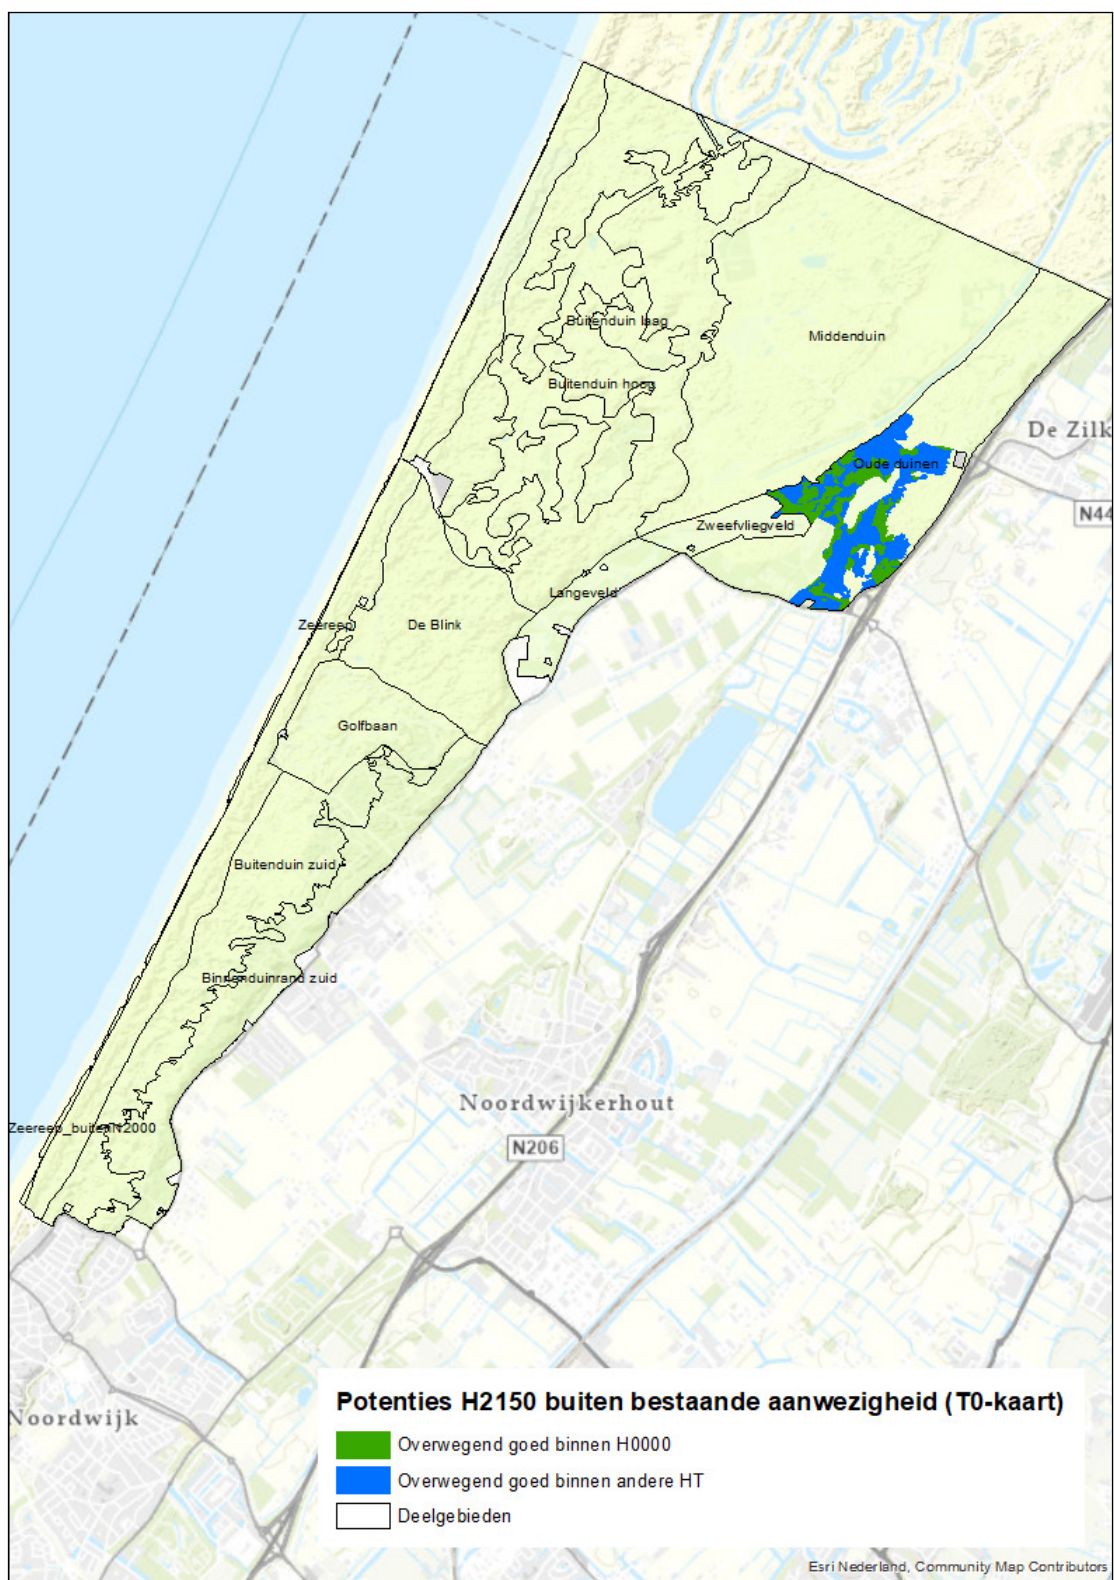 Buitenduin laag
Middenduin
Buitenduin hoog
De Zilk
Oude duinen
N44
Zweefvliegveld
Langeveld
Zeereep
De Blink
Golfbaan
Buitenduin zuid
Binnenduinrand zuid
Noordwijkerhout
Zeereep_buitenN2000
N206
Potenties H2150 buiten bestaande aanwezigheid (T0-kaart)
Noordwijk
Overwegend goed binnen H0000
Overwegend goed binnen andere HT
Deelgebieden
Esri Nederland, Community Map Contributors